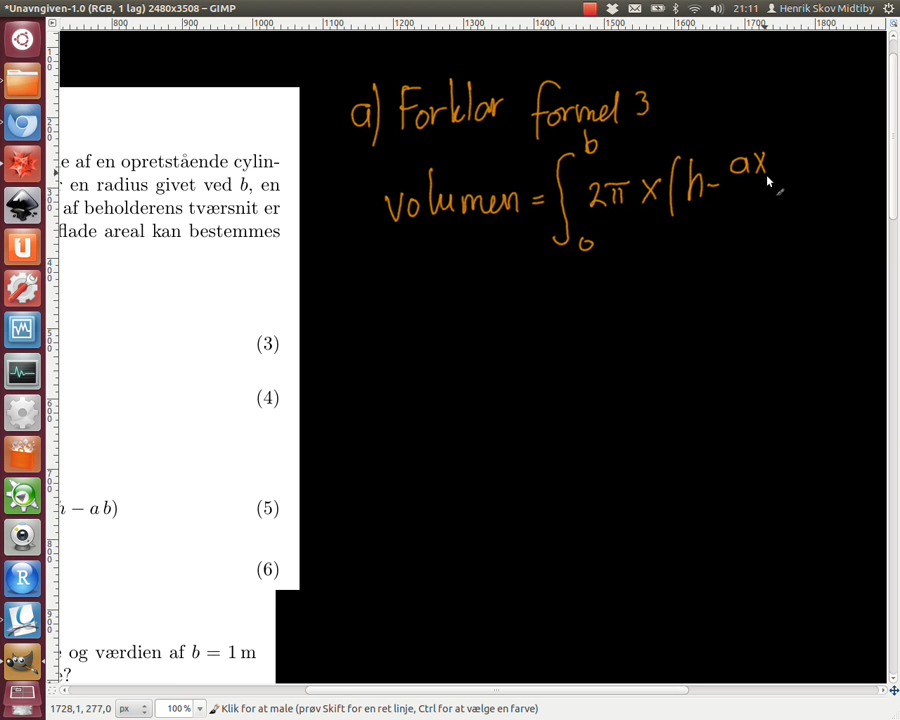 *Unavngiven-1.0 (RGB, 1 lag) 2480x3508 – GIMP
21:11 Henrik Skov Midtiby
800 900 1000 1100 1200 1300 1400 1500 1600 1700 1800
a) Forklar formel 3
e af en opretstående cylin-
en radius givet ved b, en
af beholderens tværsnit er
flade areal kan bestemmes
volumen = ∫₀ᵇ 2π x (h - ax
(3)
(4)
h − a b) (5)
(6)
og værdien af b = 1 m
e?
1728,1, 277,0 px 100 % Klik for at male (prøv Skift for en ret linje, Ctrl for at vælge en farve)